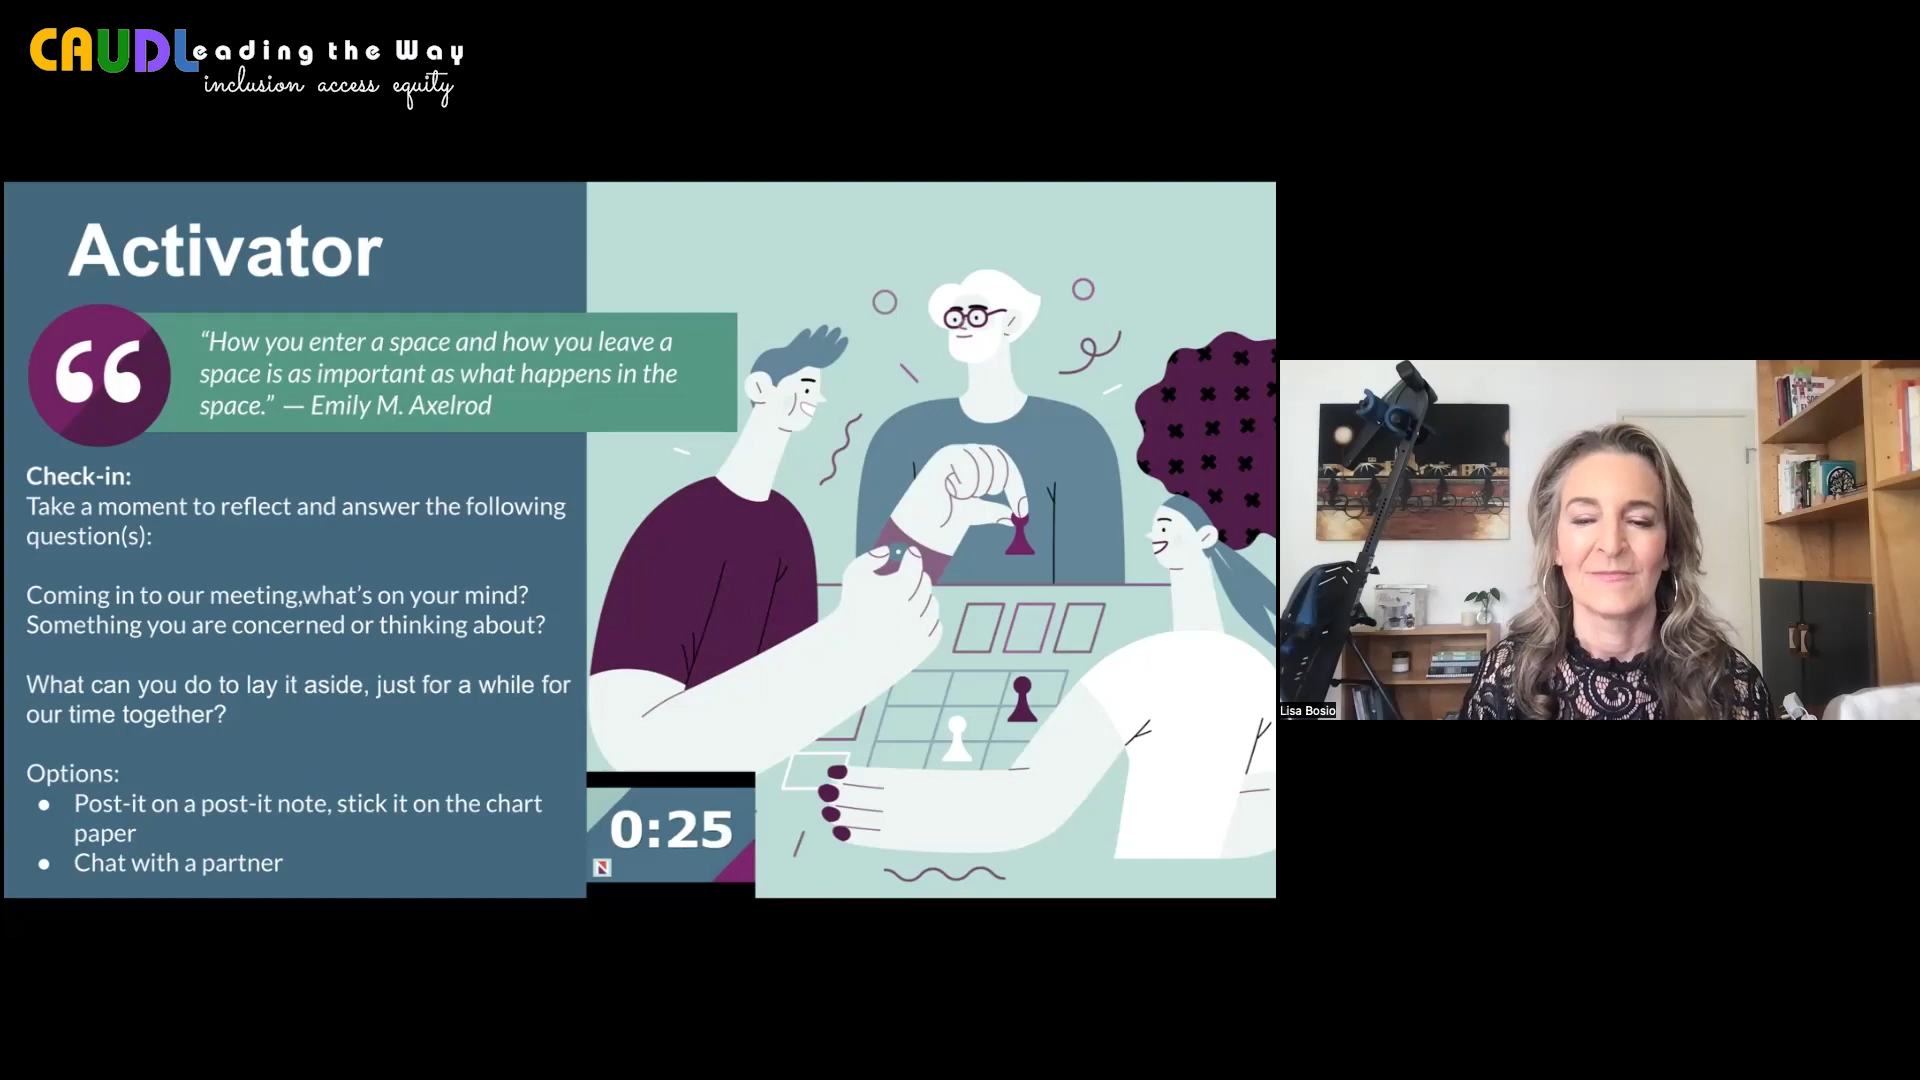 CAUDLeading the Way
inclusion access equity
Activator
“How you enter a space and how you leave a
space is as important as what happens in the
space.” — Emily M. Axelrod
Check-in:
Take a moment to reflect and answer the following
question(s):
Coming in to our meeting,what’s on your mind?
Something you are concerned or thinking about?
What can you do to lay it aside, just for a while for
our time together?
Options:
● Post-it on a post-it note, stick it on the chart
paper
● Chat with a partner
0:25
Lisa Bosio